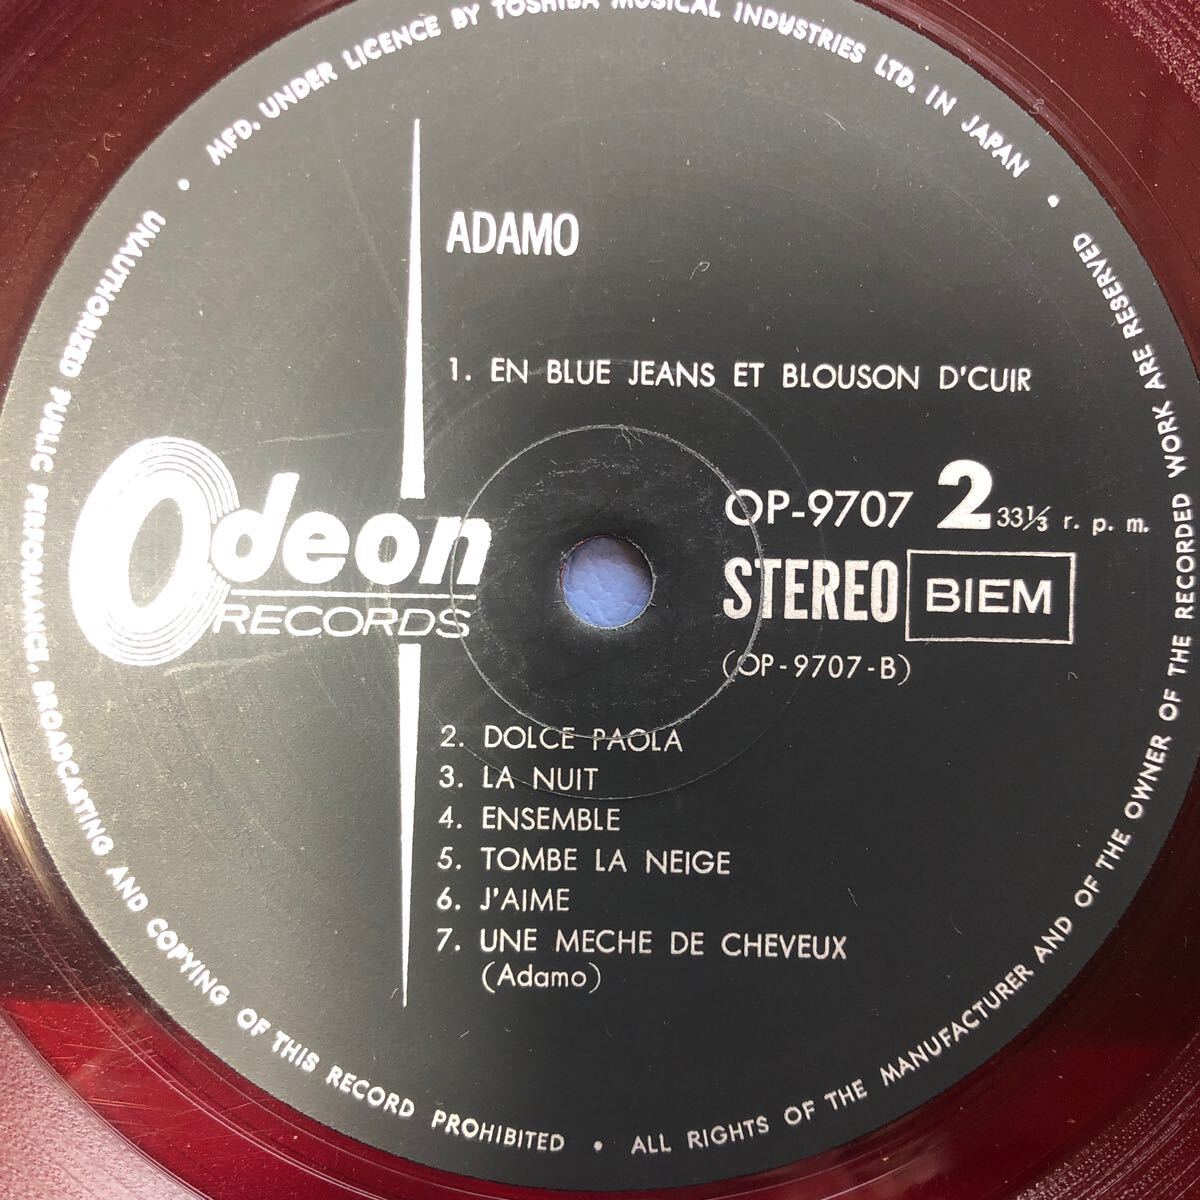 MFD. UNDER LICENCE BY TOSHIBA MUSICAL INDUSTRIES LTD. IN JAPAN
ADAMO
1. EN BLUE JEANS ET BLOUSON D'CUIR
Odeon
RECORDS
OP-9707 2 33⅓ r. p. m.
STEREO BIEM
(OP-9707-B)
2. DOLCE PAOLA
3. LA NUIT
4. ENSEMBLE
5. TOMBE LA NEIGE
6. J'AIME
7. UNE MECHE DE CHEVEUX
(Adamo)
• ALL RIGHTS OF THE MANUFACTURER AND OF THE OWNER OF THE RECORDED WORK ARE RESERVED •
• UNAUTHORIZED PUBLIC PERFORMANCE, BROADCASTING AND COPYING OF THIS RECORD PROHIBITED